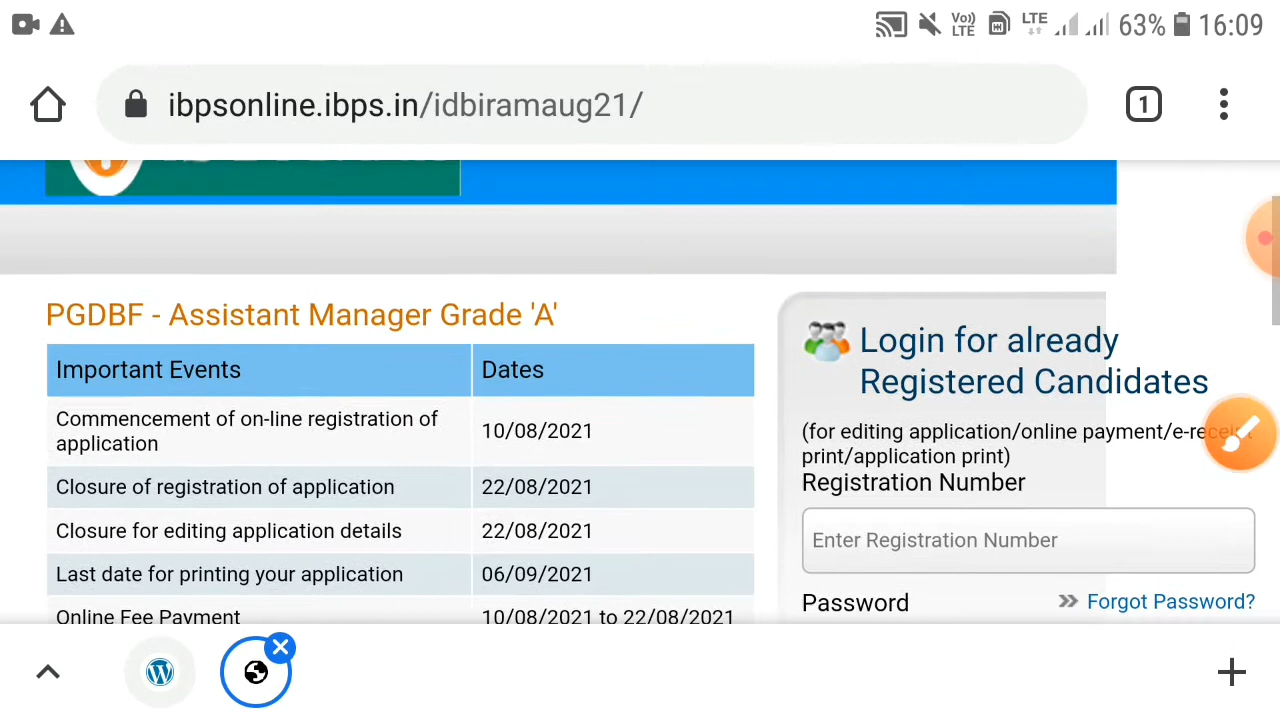 Vo)) LTE LTE 63% 16:09
ibpsonline.ibps.in/idbiramaug21/
1
PGDBF - Assistant Manager Grade 'A'
Important Events Dates
Commencement of on-line registration of
application 10/08/2021
Closure of registration of application 22/08/2021
Closure for editing application details 22/08/2021
Last date for printing your application 06/09/2021
Online Fee Payment 10/08/2021 to 22/08/2021
Login for already
Registered Candidates
(for editing application/online payment/e-receipt
print/application print)
Registration Number
Enter Registration Number
Password
Forgot Password?